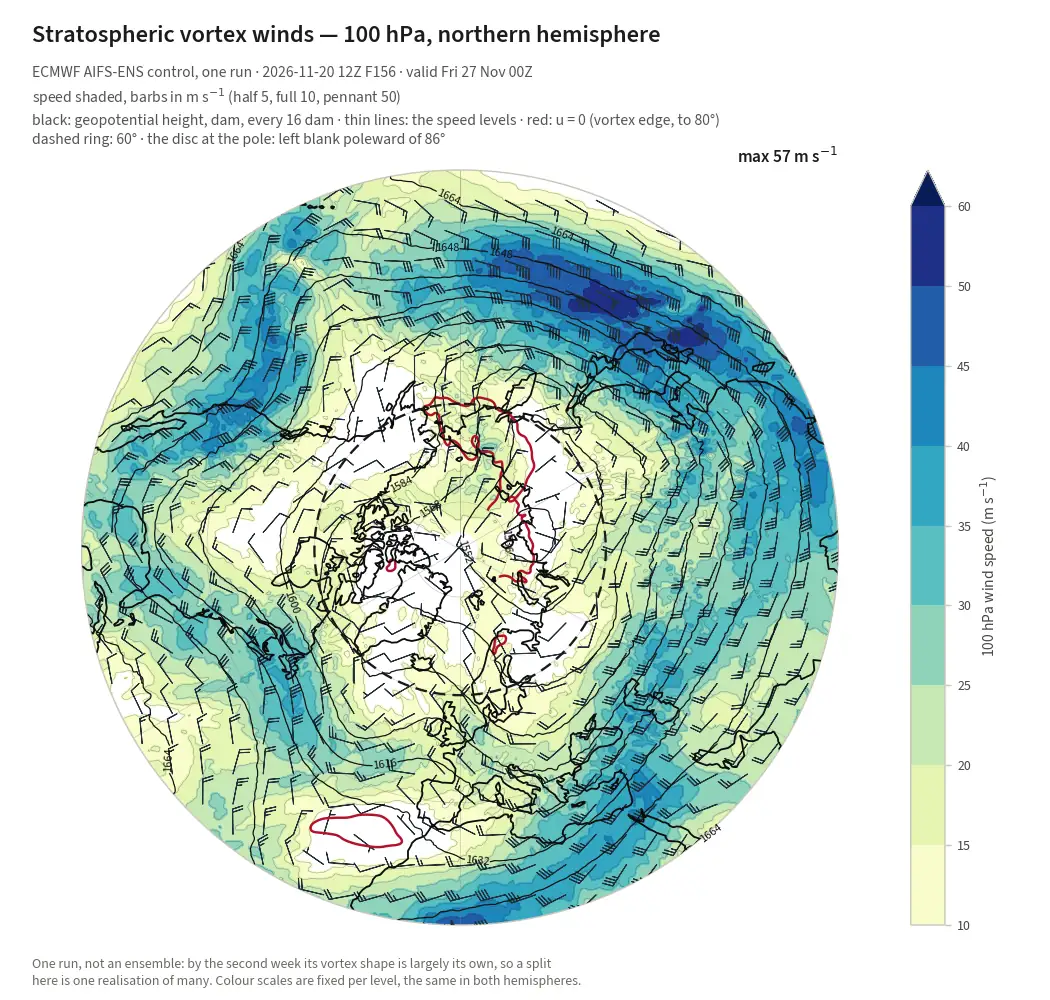 Stratospheric vortex winds — 100 hPa, northern hemisphere
ECMWF AIFS-ENS control, one run · 2026-11-20 12Z F156 · valid Fri 27 Nov 00Z
speed shaded, barbs in m s⁻¹ (half 5, full 10, pennant 50)
black: geopotential height, dam, every 16 dam · thin lines: the speed levels · red: u = 0 (vortex edge, to 80°)
dashed ring: 60° · the disc at the pole: left blank poleward of 86°
max 57 m s⁻¹
1664
1664
1664
1648
1648
1584
1600
1616
1664
1632
1664
60
50
45
40
35
30
25
20
15
10
100 hPa wind speed (m s⁻¹)
One run, not an ensemble: by the second week its vortex shape is largely its own, so a split
here is one realisation of many. Colour scales are fixed per level, the same in both hemispheres.